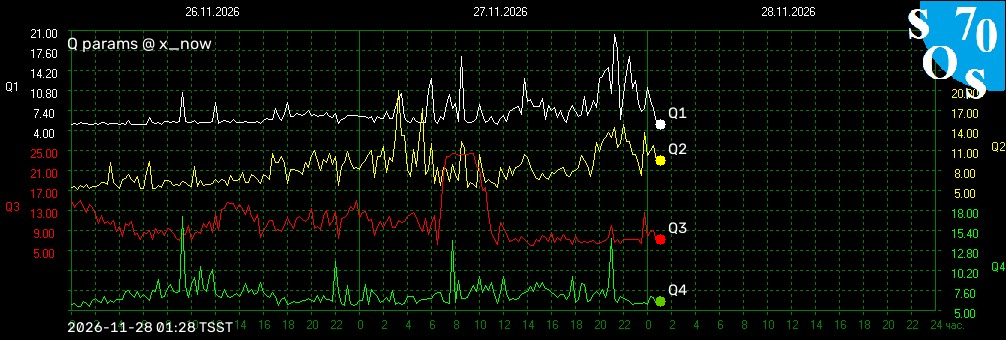 26.11.2026 27.11.2026 28.11.2026
Q params @ x_now
SOS 70
Q1
21.00
17.60
14.20
10.80
7.40
4.00
Q3
25.00
21.00
17.00
13.00
9.00
5.00
Q1
Q2
Q3
Q4
Q2
20.00
17.00
14.00
11.00
8.00
5.00
Q4
18.00
15.40
12.80
10.20
7.60
5.00
2026-11-28 01:28 TSST
14 16 18 20 22 0 2 4 6 8 10 12 14 16 18 20 22 0 2 4 6 8 10 12 14 16 18 20 22 24 час.